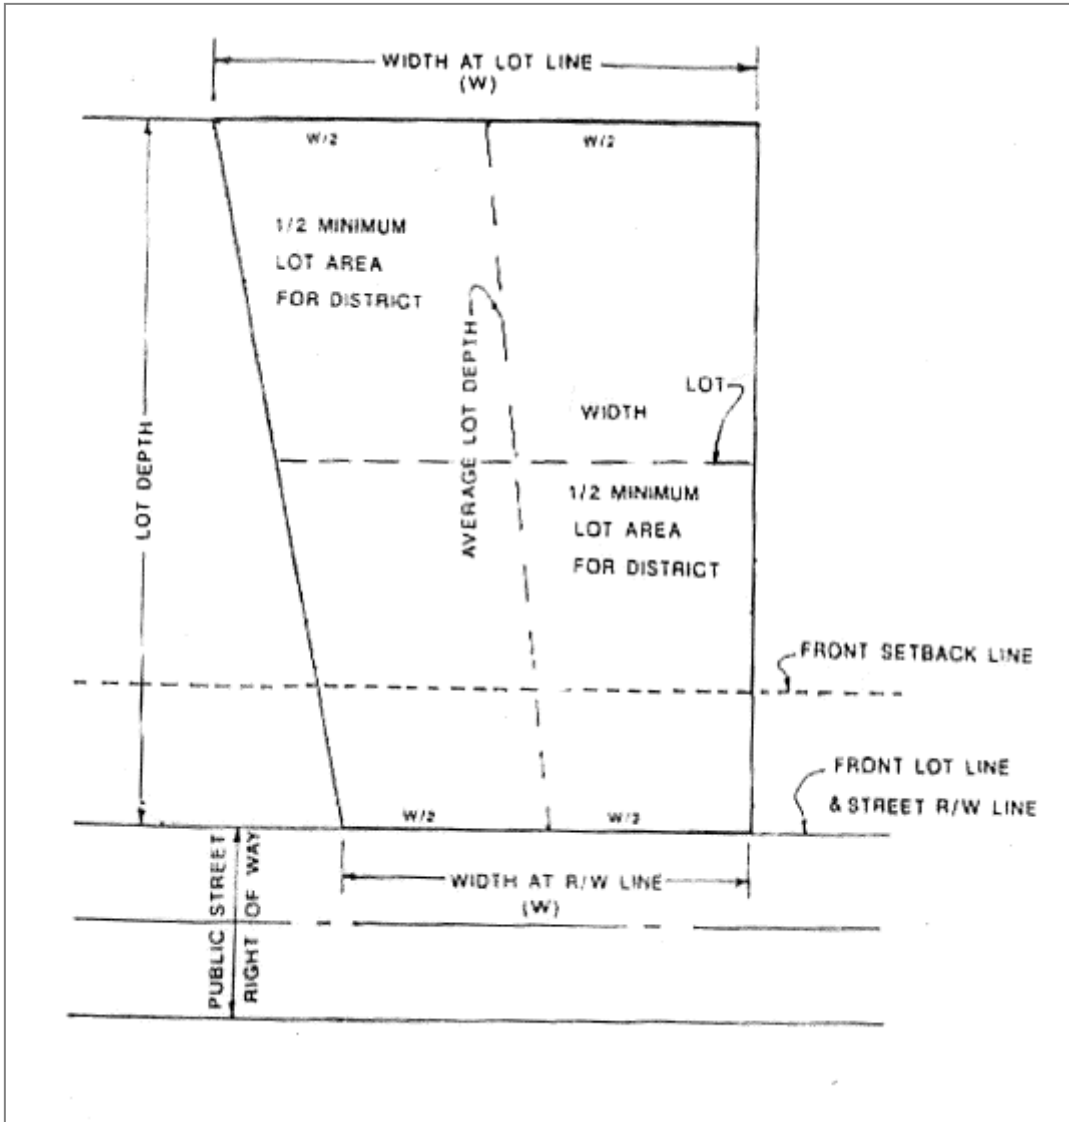 WIDTH AT LOT LINE
(W)
W/2
W/2
1/2 MINIMUM
LOT AREA
FOR DISTRICT
AVERAGE LOT DEPTH
LOT
WIDTH
LOT DEPTH
1/2 MINIMUM
LOT AREA
FOR DISTRICT
FRONT SETBACK LINE
FRONT LOT LINE
& STREET R/W LINE
W/2
W/2
WIDTH AT R/W LINE
(W)
PUBLIC STREET
RIGHT OF WAY